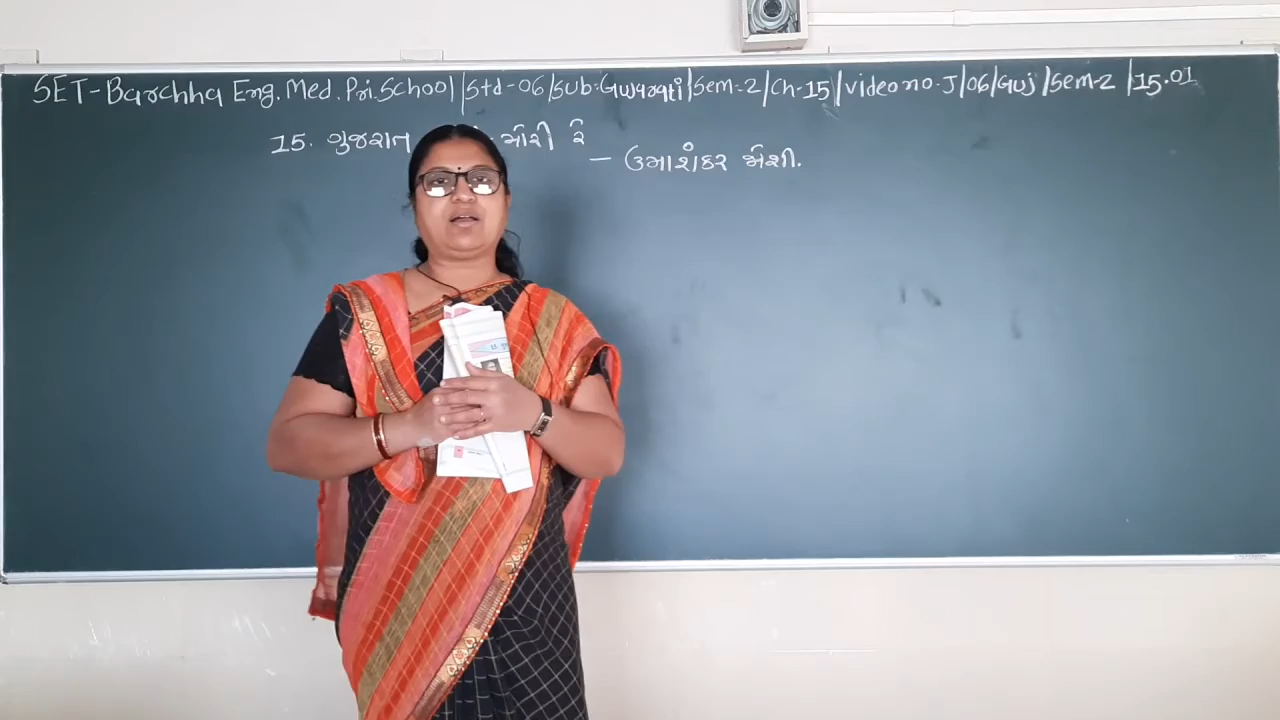 SET-Barchha Eng. Med. Pri. School | Std-06 | Sub:Gujarati | Sem-2 | Ch-15 | video no. J | 06 | Guj | Sem-2 | 15.01
15. ગુજરાત મોરી રે
– ઉમાશંકર જોશી.